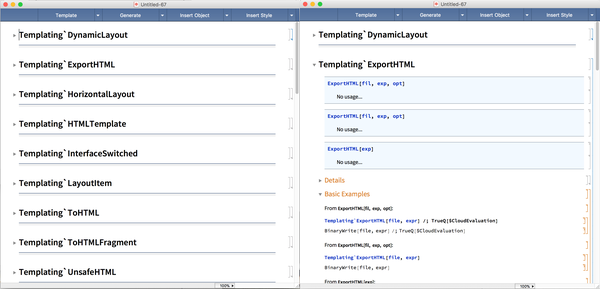 Untitled-67
Template Generate Insert Object Insert Style
Templating`DynamicLayout
Templating`ExportHTML
Templating`HorizontalLayout
Templating`HTMLTemplate
Templating`InterfaceSwitched
Templating`LayoutItem
Templating`ToHTML
Templating`ToHTMLFragment
Templating`UnsafeHTML
100%
Untitled-67
Template Generate Insert Object Insert Style
Templating`DynamicLayout
Templating`ExportHTML
ExportHTML[fil, exp, opt]
No usage...
ExportHTML[fil, exp, opt]
No usage...
ExportHTML[exp]
No usage...
Details
Basic Examples
From ExportHTML[fil, exp, opt]:
Templating`ExportHTML[file, expr] /; TrueQ[$CloudEvaluation]
BinaryWrite[file, expr] /; TrueQ[$CloudEvaluation]
From ExportHTML[fil, exp, opt]:
Templating`ExportHTML[file, expr]
BinaryWrite[file, expr]
From ExportHTML[exp]:
100%